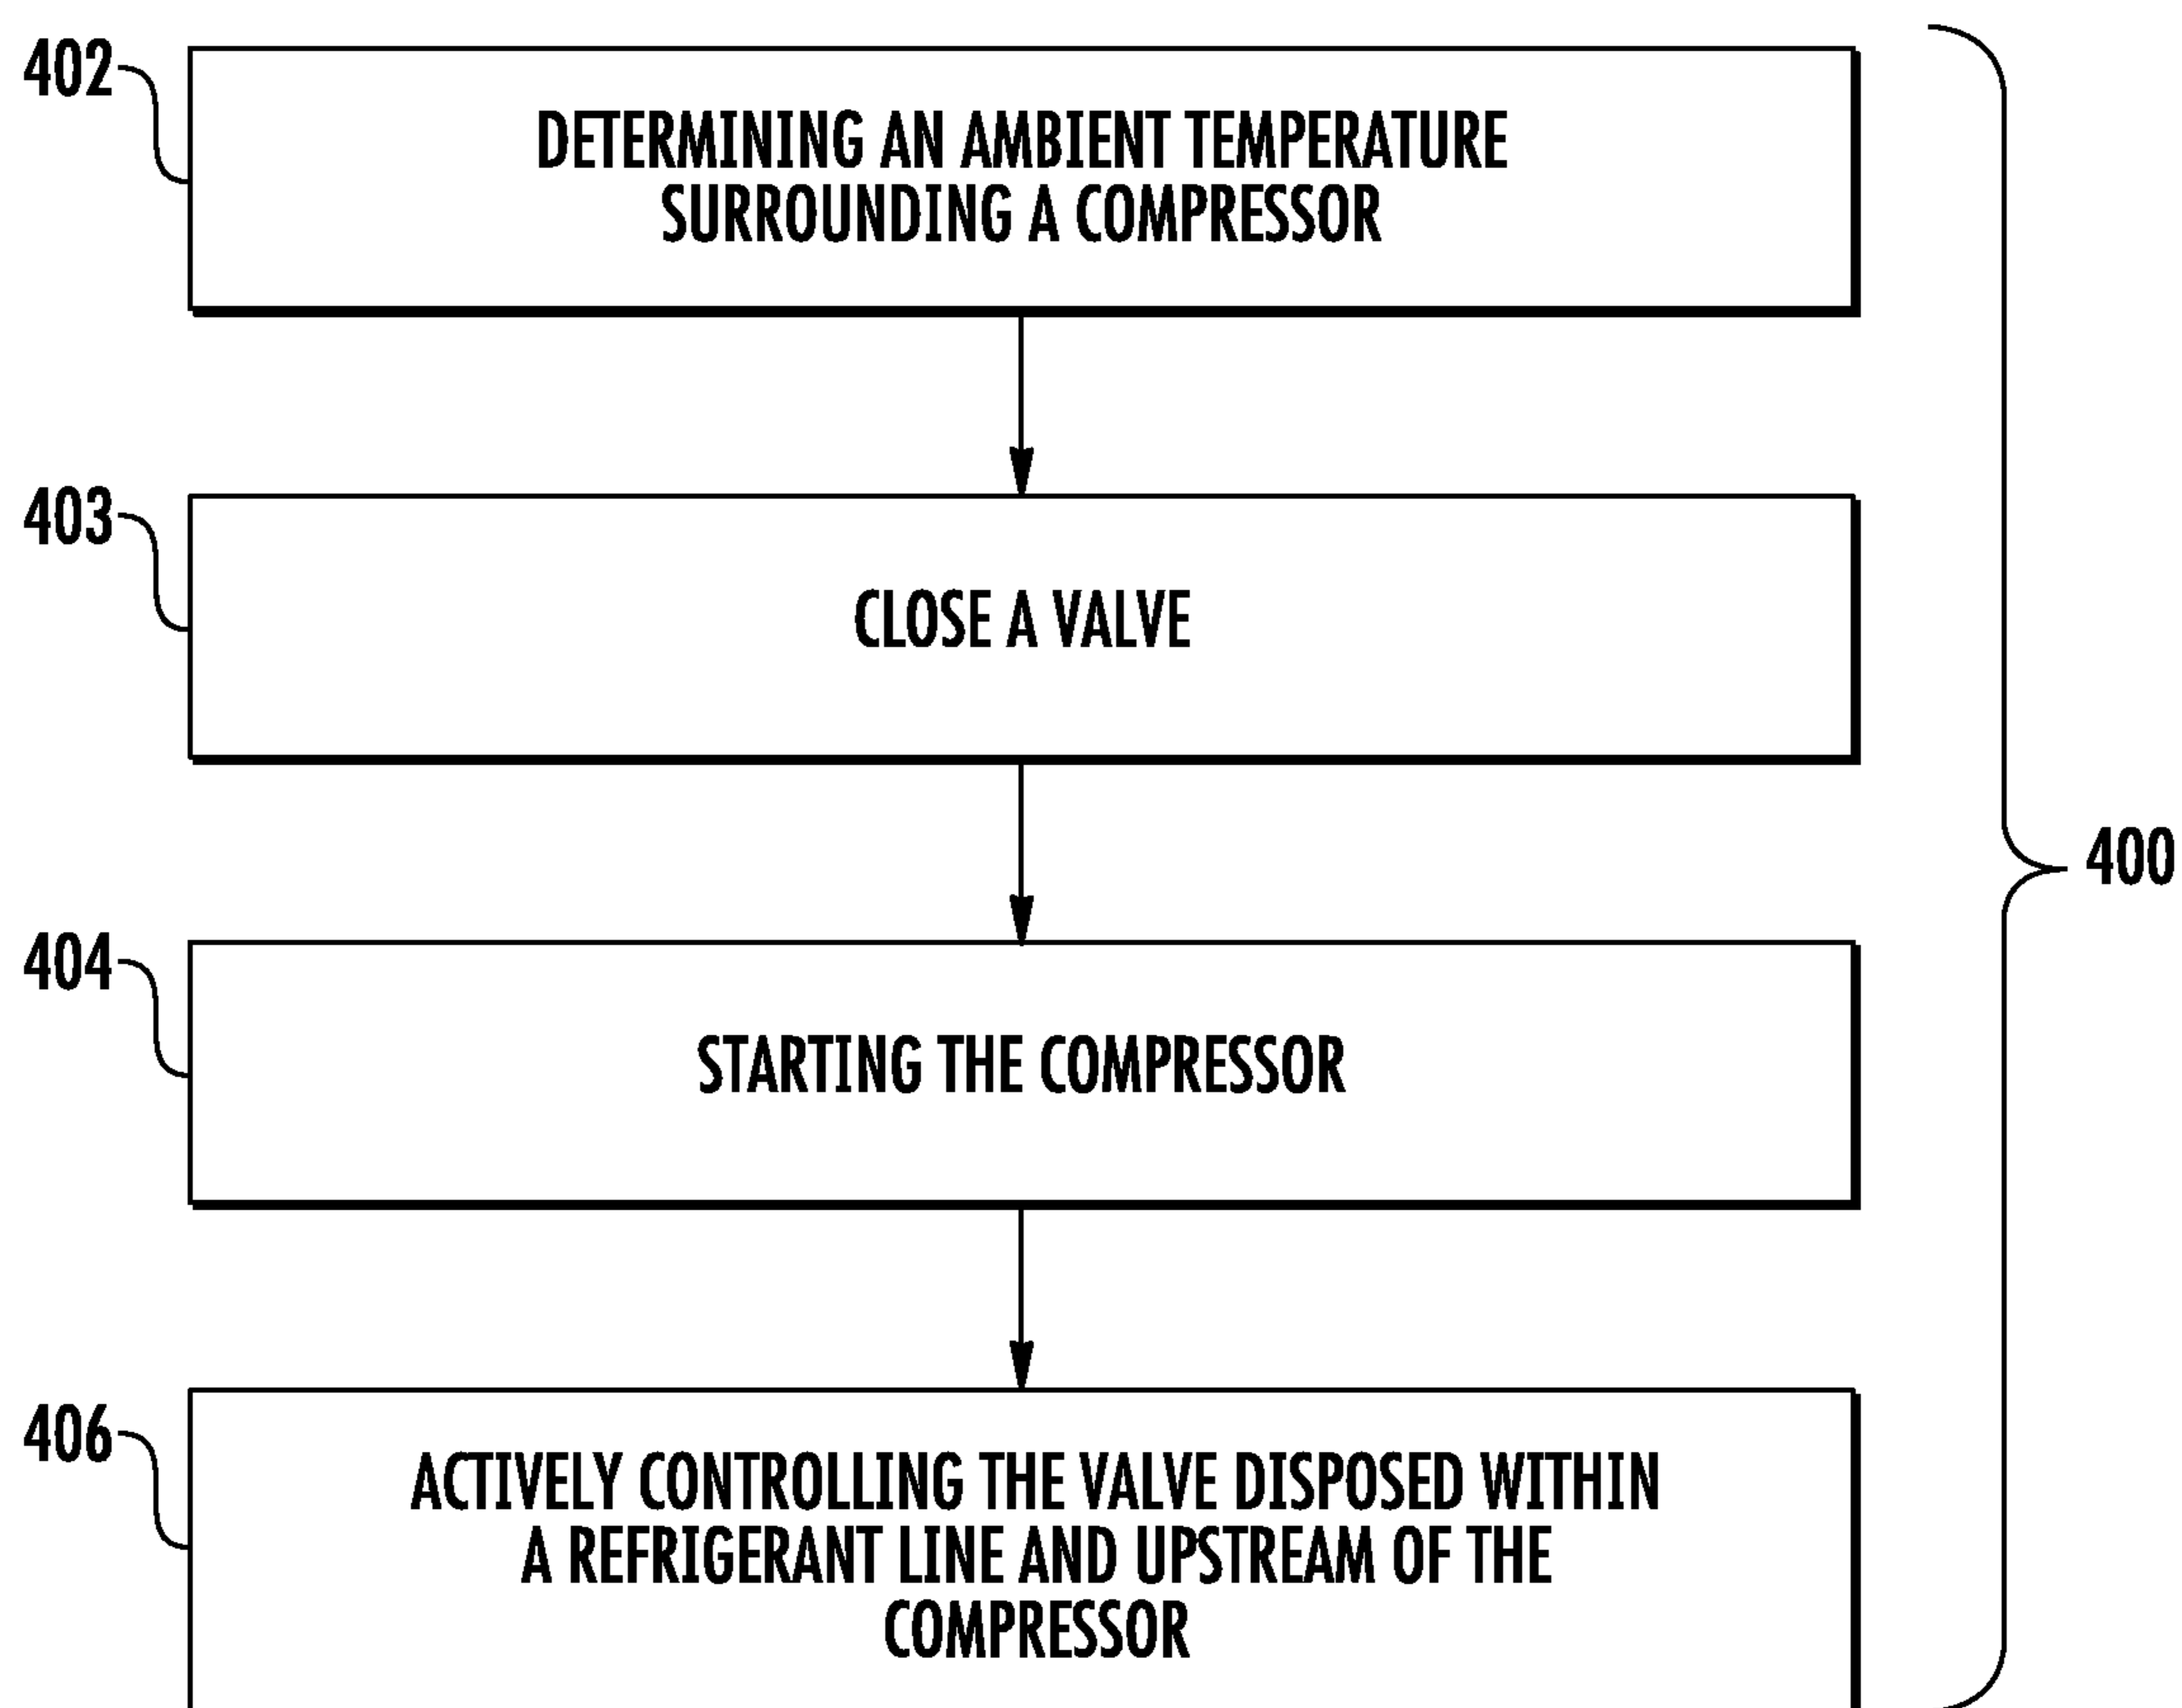 402
DETERMINING AN AMBIENT TEMPERATURE
SURROUNDING A COMPRESSOR
403
CLOSE A VALVE
400
404
STARTING THE COMPRESSOR
406
ACTIVELY CONTROLLING THE VALVE DISPOSED WITHIN
A REFRIGERANT LINE AND UPSTREAM OF THE
COMPRESSOR